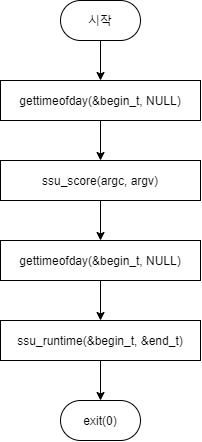 시작
gettimeofday(&begin_t, NULL)
ssu_score(argc, argv)
gettimeofday(&begin_t, NULL)
ssu_runtime(&begin_t, &end_t)
exit(0)